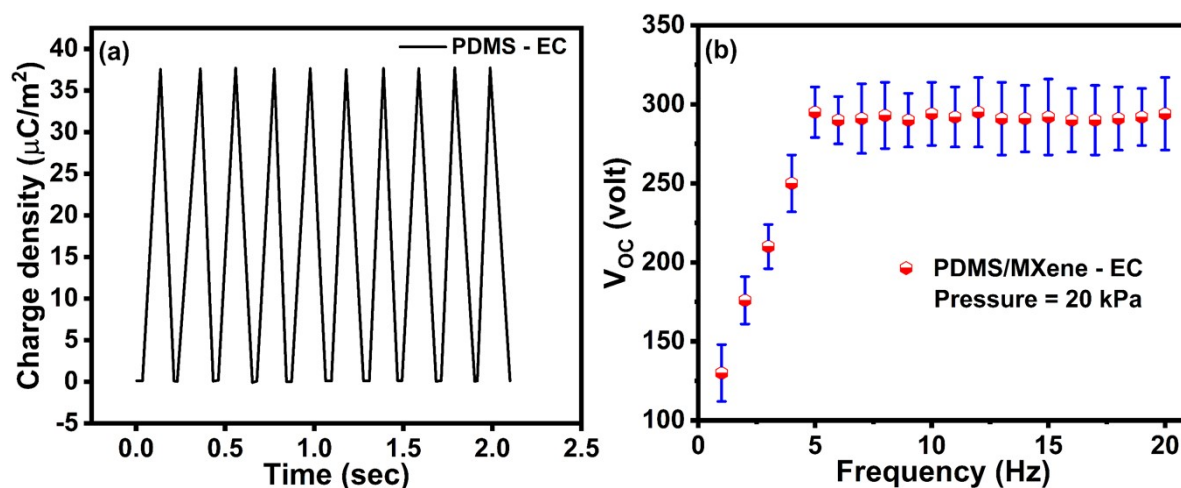 (a)
PDMS - EC
Charge density (μC/m²)
40
35
30
25
20
15
10
5
0
-5
0.0 0.5 1.0 1.5 2.0 2.5
Time (sec)
(b)
V_OC (volt)
350
300
250
200
150
100
PDMS/MXene - EC
Pressure = 20 kPa
0 5 10 15 20
Frequency (Hz)